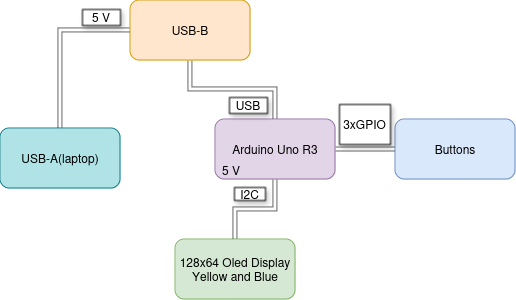 5 V
USB-B
USB
3xGPIO
USB-A(laptop)
Arduino Uno R3
5 V
Buttons
I2C
128x64 Oled Display
Yellow and Blue